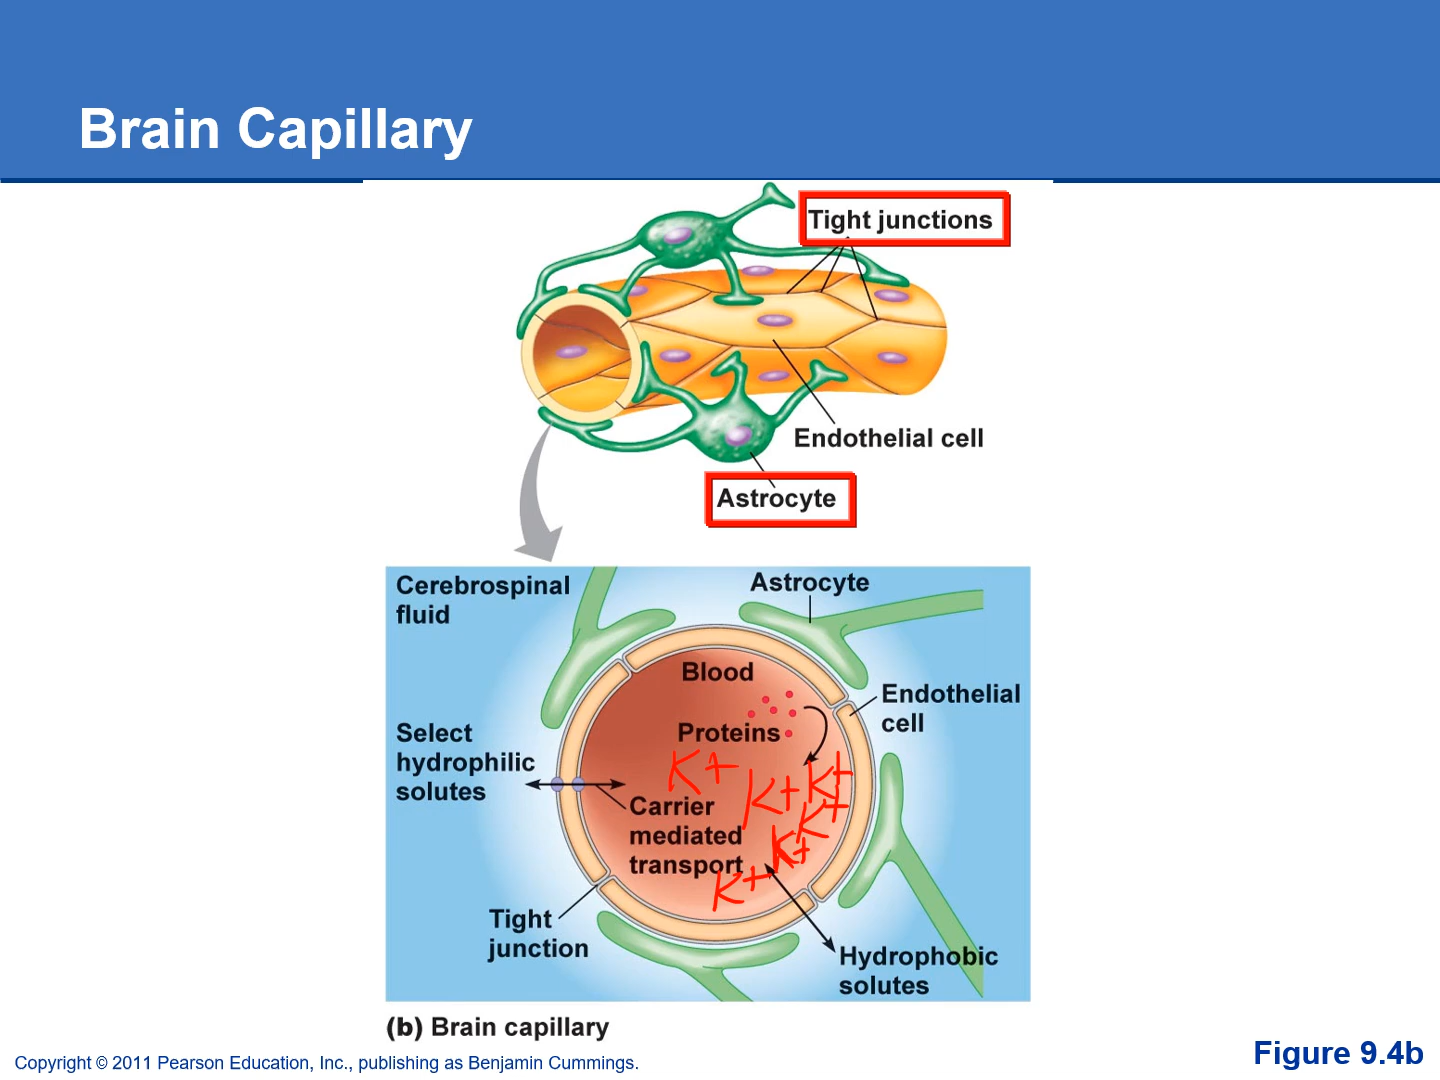 Brain Capillary
Tight junctions
Endothelial cell
Astrocyte
Cerebrospinal
fluid
Astrocyte
Blood
Endothelial
cell
Proteins
Select
hydrophilic
solutes
K+
K+
K+
K+
K+
K+
Carrier
mediated
transport
Tight
junction
Hydrophobic
solutes
(b) Brain capillary
Copyright © 2011 Pearson Education, Inc., publishing as Benjamin Cummings.
Figure 9.4b